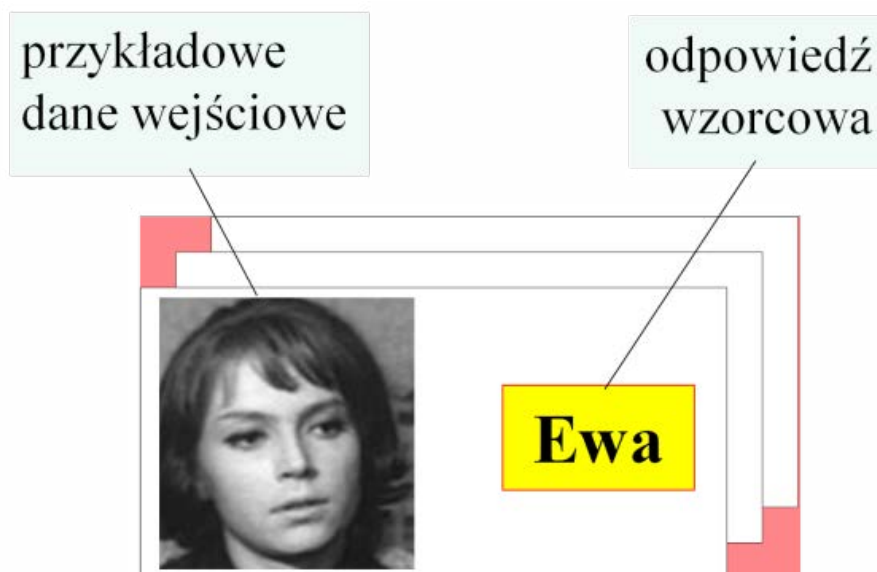 przykładowe
dane wejściowe
odpowiedź
wzorcowa
Ewa